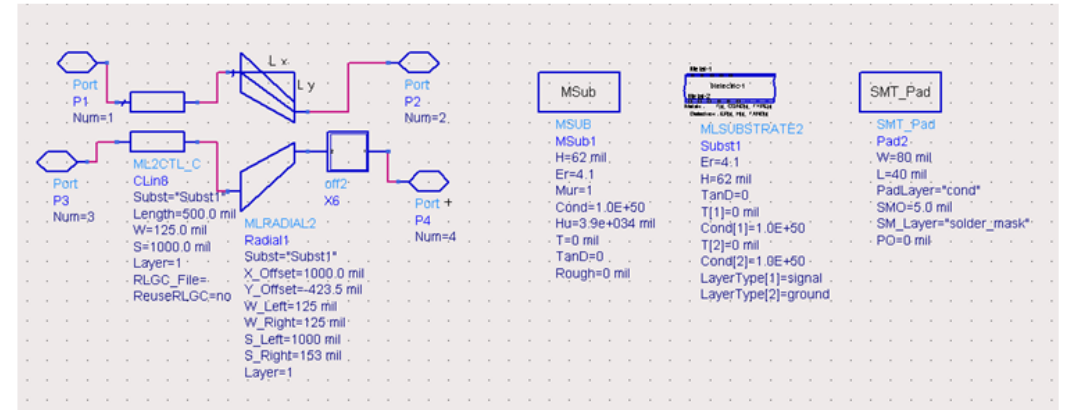 L x
L y
Port
P1
Num=1
Port
P2
Num=2
ML2CTL_C
CLin8
Subst="Subst1"
Length=500.0 mil
W=125.0 mil
S=1000.0 mil
Layer=1
RLGC_File=
ReuseRLGC=no
Port
P3
Num=3
MLRADIAL2
Radial1
Subst="Subst1"
X_Offset=1000.0 mil
Y_Offset=-423.5 mil
W_Left=125 mil
W_Right=125 mil
S_Left=1000 mil
S_Right=153 mil
Layer=1
off2
X6
Port
P4
Num=4
MSub
MSUB
MSub1
H=62 mil
Er=4.1
Mur=1
Cond=1.0E+50
Hu=3.9e+034 mil
T=0 mil
TanD=0
Rough=0 mil
Dielectric-1
MLSUBSTRATE2
Subst1
Er=4.1
H=62 mil
TanD=0
T[1]=0 mil
Cond[1]=1.0E+50
T[2]=0 mil
Cond[2]=1.0E+50
LayerType[1]=signal
LayerType[2]=ground
SMT_Pad
SMT_Pad
Pad2
W=80 mil
L=40 mil
PadLayer="cond"
SMO=5.0 mil
SM_Layer="solder_mask"
PO=0 mil